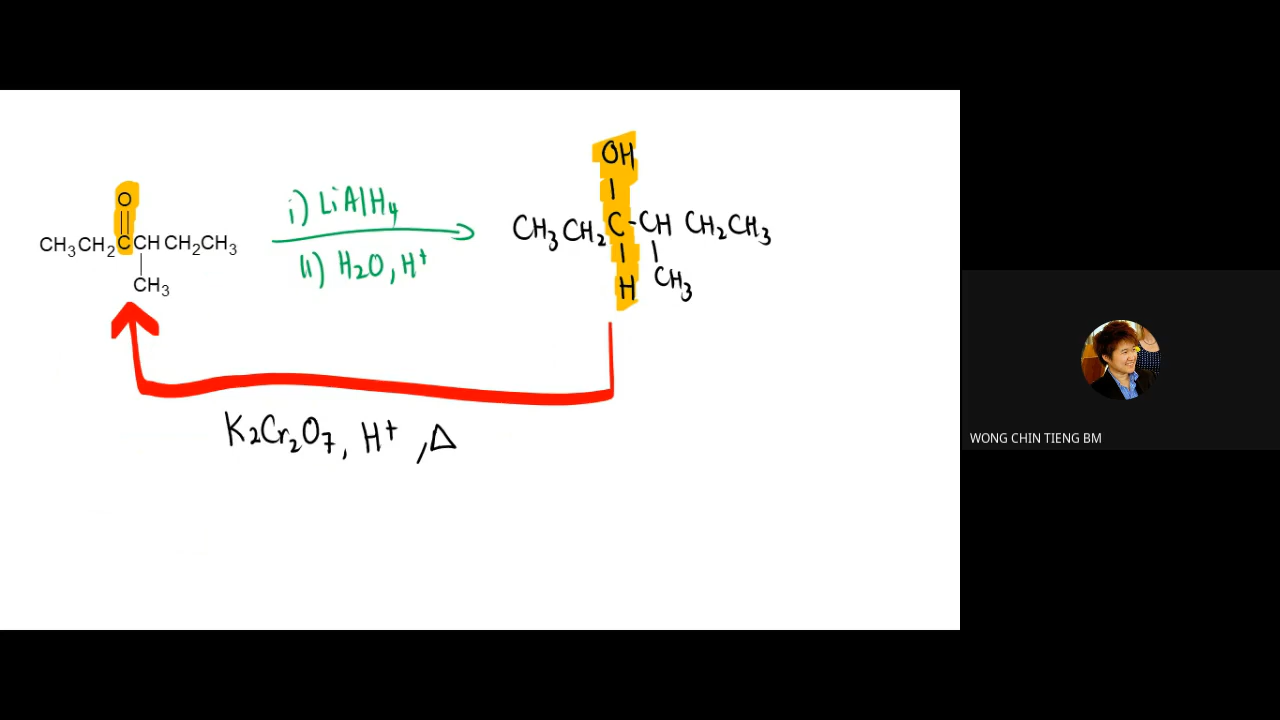 O
||
CH₃CH₂CCHCH₂CH₃
|
CH₃
i) LiAlH₄
ii) H₂O, H⁺
OH
|
CH₃CH₂C-CH CH₂CH₃
| |
H CH₃
K₂Cr₂O₇, H⁺, Δ
WONG CHIN TIENG BM